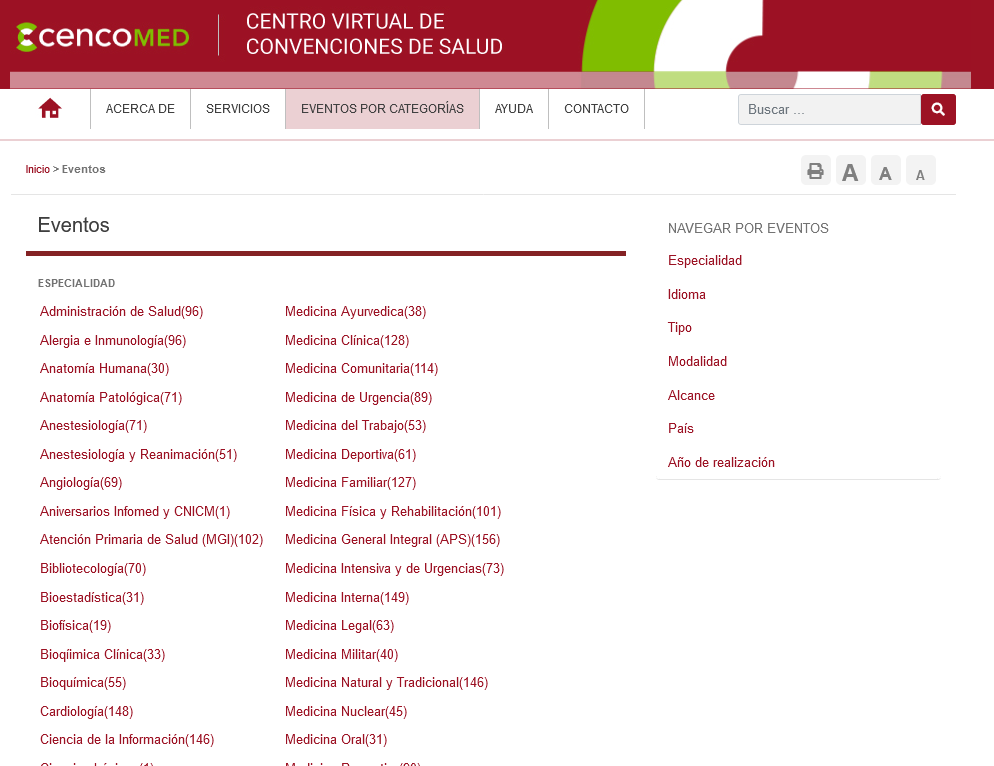 cencoMED
CENTRO VIRTUAL DE
CONVENCIONES DE SALUD
ACERCA DE
SERVICIOS
EVENTOS POR CATEGORÍAS
AYUDA
CONTACTO
Buscar ...
Inicio > Eventos
A
A
A
Eventos
ESPECIALIDAD
Administración de Salud(96)
Alergia e Inmunología(96)
Anatomía Humana(30)
Anatomía Patológica(71)
Anestesiología(71)
Anestesiología y Reanimación(51)
Angiología(69)
Aniversarios Infomed y CNICM(1)
Atención Primaria de Salud (MGI)(102)
Bibliotecología(70)
Bioestadística(31)
Biofísica(19)
Bioqíimica Clínica(33)
Bioquímica(55)
Cardiología(148)
Ciencia de la Información(146)
Medicina Ayurvedica(38)
Medicina Clínica(128)
Medicina Comunitaria(114)
Medicina de Urgencia(89)
Medicina del Trabajo(53)
Medicina Deportiva(61)
Medicina Familiar(127)
Medicina Física y Rehabilitación(101)
Medicina General Integral (APS)(156)
Medicina Intensiva y de Urgencias(73)
Medicina Interna(149)
Medicina Legal(63)
Medicina Militar(40)
Medicina Natural y Tradicional(146)
Medicina Nuclear(45)
Medicina Oral(31)
NAVEGAR POR EVENTOS
Especialidad
Idioma
Tipo
Modalidad
Alcance
País
Año de realización